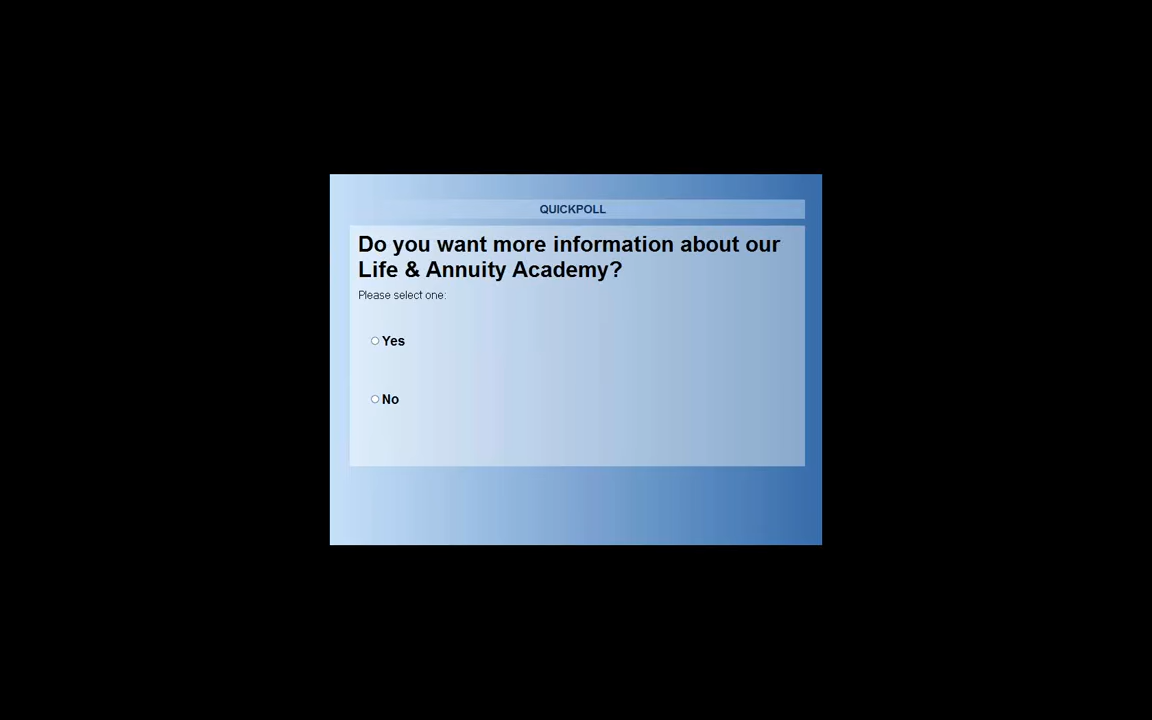 QUICKPOLL
Do you want more information about our
Life & Annuity Academy?
Please select one:
Yes
No